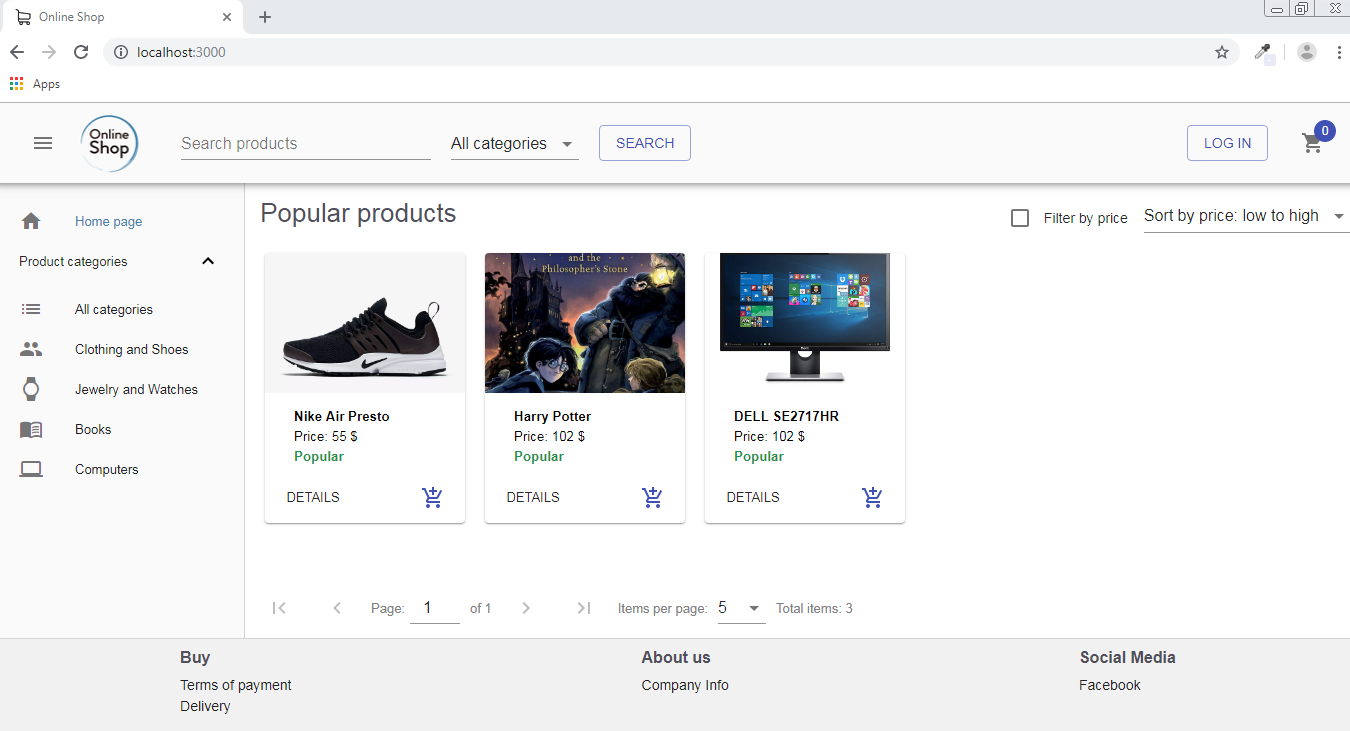 Online Shop
localhost:3000
Apps
Online
Shop
Search products
All categories
SEARCH
LOG IN
0
Home page
Product categories
All categories
Clothing and Shoes
Jewelry and Watches
Books
Computers
Popular products
Filter by price
Sort by price: low to high
and the
Philosopher's Stone
Nike Air Presto
Price: 55 $
Popular
DETAILS
Harry Potter
Price: 102 $
Popular
DETAILS
DELL SE2717HR
Price: 102 $
Popular
DETAILS
Page: 1 of 1
Items per page: 5
Total items: 3
Buy
Terms of payment
Delivery
About us
Company Info
Social Media
Facebook